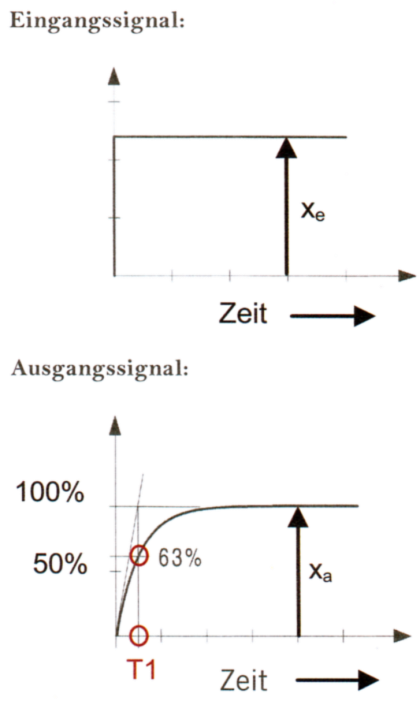 Eingangssignal:
xe
Zeit
Ausgangssignal:
100%
50%
63%
xa
T1
Zeit